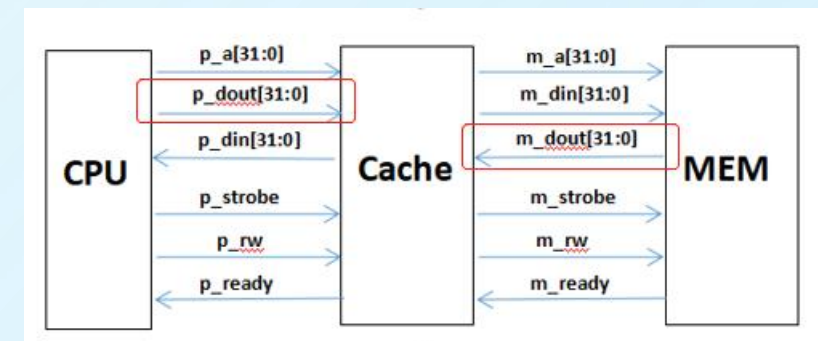 p_a[31:0]
m_a[31:0]
p_dout[31:0]
m_din[31:0]
p_din[31:0]
m_dout[31:0]
CPU
Cache
MEM
p_strobe
m_strobe
p_rw
m_rw
p_ready
m_ready